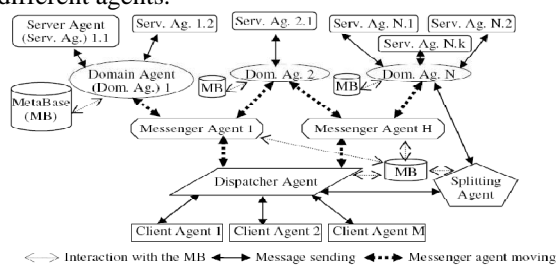 different agents.
Server Agent
(Serv. Ag.) 1.1
Serv. Ag. 1.2
Serv. Ag. 2.1
Serv. Ag. N.1
Serv. Ag. N.2
Serv. Ag. N.k
Domain Agent
(Dom. Ag.) 1
Dom. Ag. 2
Dom. Ag. N
MetaBase
(MB)
MB
MB
Messenger Agent 1
Messenger Agent H
Dispatcher Agent
MB
Splitting
Agent
Client Agent 1
Client Agent 2
Client Agent M
Interaction with the MB
Message sending
Messenger agent moving